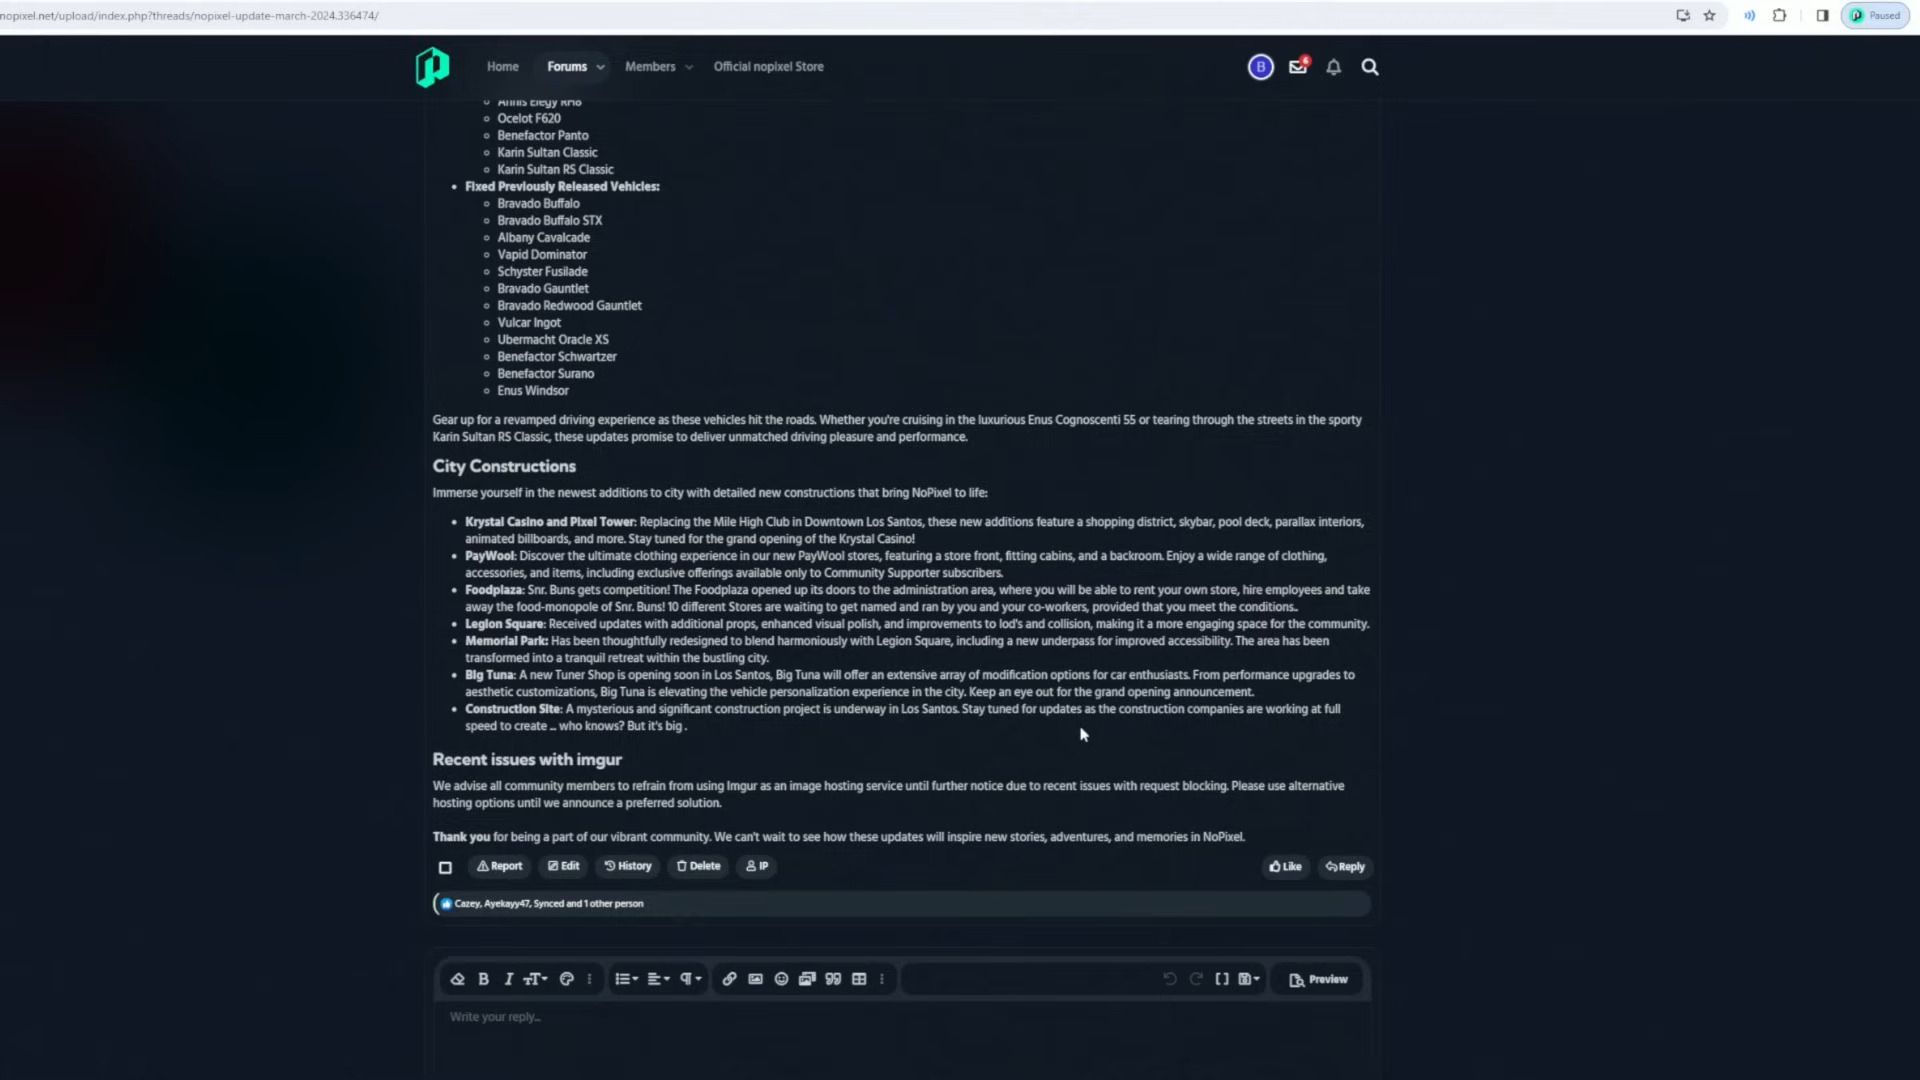 nopixel.net/upload/index.php?threads/nopixel-update-march-2024.336474/
Paused
Home
Forums
Members
Official nopixel Store
B
6
Annis Elegy RH8
Ocelot F620
Benefactor Panto
Karin Sultan Classic
Karin Sultan RS Classic
Fixed Previously Released Vehicles:
Bravado Buffalo
Bravado Buffalo STX
Albany Cavalcade
Vapid Dominator
Schyster Fusilade
Bravado Gauntlet
Bravado Redwood Gauntlet
Vulcar Ingot
Ubermacht Oracle XS
Benefactor Schwartzer
Benefactor Surano
Enus Windsor
Gear up for a revamped driving experience as these vehicles hit the roads. Whether you're cruising in the luxurious Enus Cognoscenti 55 or tearing through the streets in the sporty
Karin Sultan RS Classic, these updates promise to deliver unmatched driving pleasure and performance.
City Constructions
Immerse yourself in the newest additions to city with detailed new constructions that bring NoPixel to life:
Krystal Casino and Pixel Tower: Replacing the Mile High Club in Downtown Los Santos, these new additions feature a shopping district, skybar, pool deck, parallax interiors,
animated billboards, and more. Stay tuned for the grand opening of the Krystal Casino!
PayWool: Discover the ultimate clothing experience in our new PayWool stores, featuring a store front, fitting cabins, and a backroom. Enjoy a wide range of clothing,
accessories, and items, including exclusive offerings available only to Community Supporter subscribers.
Foodplaza: Snr. Buns gets competition! The Foodplaza opened up its doors to the administration area, where you will be able to rent your own store, hire employees and take
away the food-monopole of Snr. Buns! 10 different Stores are waiting to get named and ran by you and your co-workers, provided that you meet the conditions..
Legion Square: Received updates with additional props, enhanced visual polish, and improvements to lod's and collision, making it a more engaging space for the community.
Memorial Park: Has been thoughtfully redesigned to blend harmoniously with Legion Square, including a new underpass for improved accessibility. The area has been
transformed into a tranquil retreat within the bustling city.
Big Tuna: A new Tuner Shop is opening soon in Los Santos, Big Tuna will offer an extensive array of modification options for car enthusiasts. From performance upgrades to
aesthetic customizations, Big Tuna is elevating the vehicle personalization experience in the city. Keep an eye out for the grand opening announcement.
Construction Site: A mysterious and significant construction project is underway in Los Santos. Stay tuned for updates as the construction companies are working at full
speed to create ... who knows? But it's big .
Recent issues with imgur
We advise all community members to refrain from using Imgur as an image hosting service until further notice due to recent issues with request blocking. Please use alternative
hosting options until we announce a preferred solution.
Thank you for being a part of our vibrant community. We can't wait to see how these updates will inspire new stories, adventures, and memories in NoPixel.
Report
Edit
History
Delete
IP
Like
Reply
Cazey, Ayekayy47, Synced and 1 other person
B
I
TT
Preview
Write your reply...